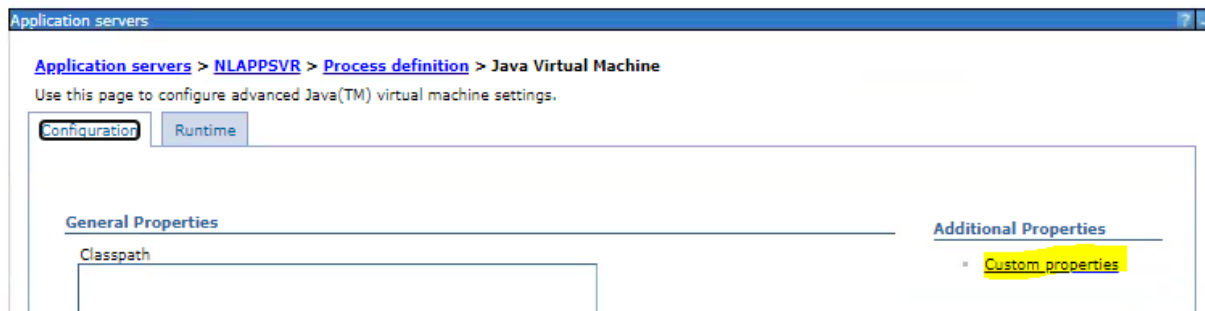 Application servers ? -
Application servers > NLAPPSVR > Process definition > Java Virtual Machine
Use this page to configure advanced Java(TM) virtual machine settings.
Configuration Runtime
General Properties
Additional Properties
Classpath
Custom properties